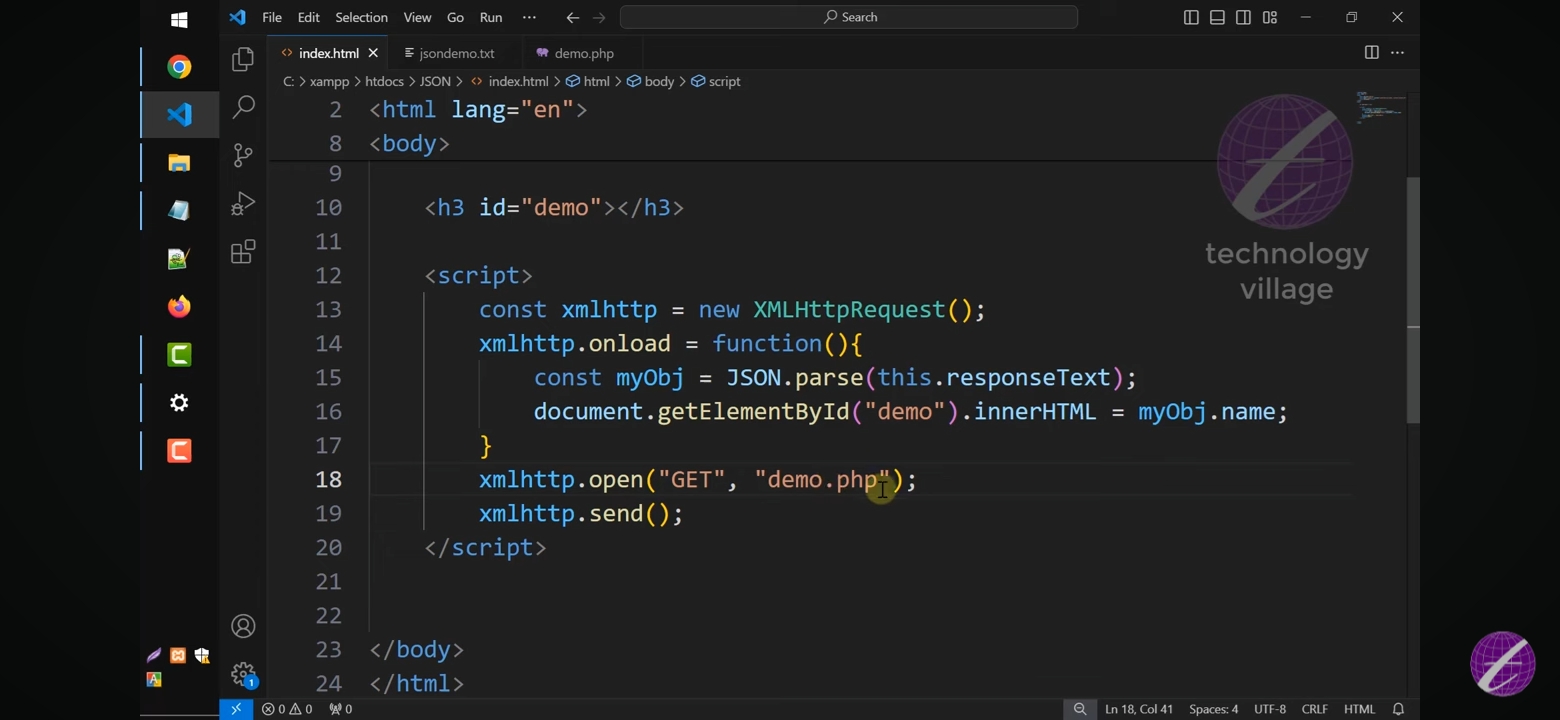 File Edit Selection View Go Run ··· Search
index.html jsondemo.txt demo.php
C: > xampp > htdocs > JSON > index.html > html > body > script
2 <html lang="en">
8 <body>
9
10 <h3 id="demo"></h3>
11
12 <script>
13 const xmlhttp = new XMLHttpRequest();
14 xmlhttp.onload = function(){
15 const myObj = JSON.parse(this.responseText);
16 document.getElementById("demo").innerHTML = myObj.name;
17 }
18 xmlhttp.open("GET", "demo.php");
19 xmlhttp.send();
20 </script>
21
22
23 </body>
24 </html>
technology
village
1
0 0 0 Ln 18, Col 41 Spaces: 4 UTF-8 CRLF HTML